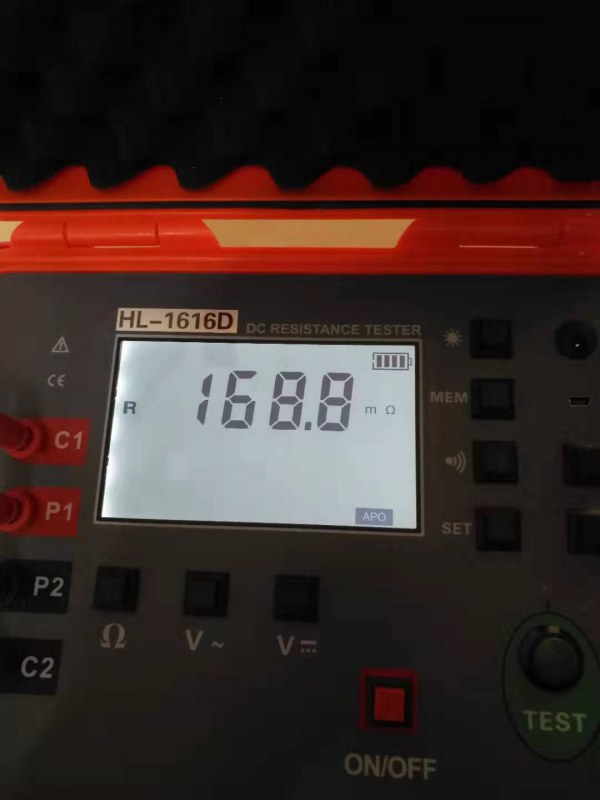 HL-1616D DC RESISTANCE TESTER
CE
R 168.8 m Ω
MEM
C1
P1
APO
SET
P2
Ω
V ~
V ⎓
C2
TEST
ON/OFF